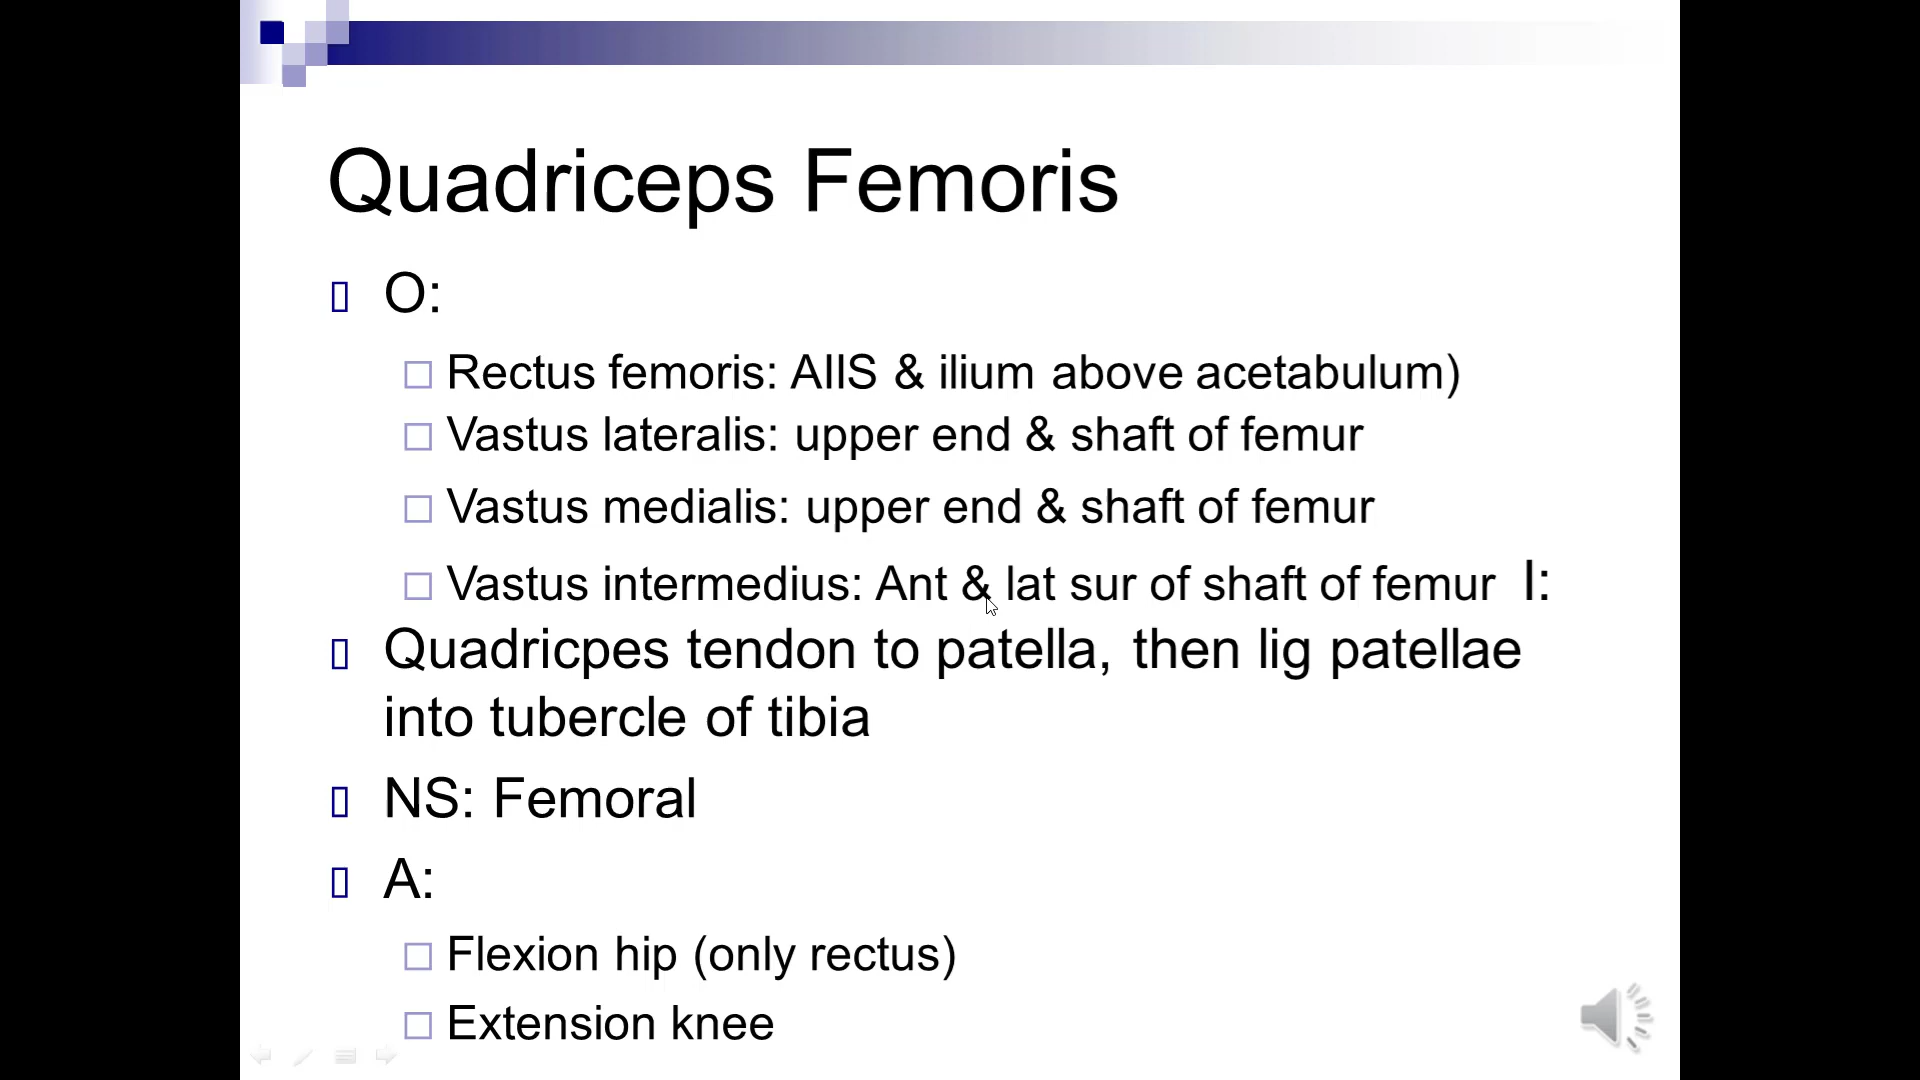 Quadriceps Femoris
O:
Rectus femoris: AIIS & ilium above acetabulum)
Vastus lateralis: upper end & shaft of femur
Vastus medialis: upper end & shaft of femur
Vastus intermedius: Ant & lat sur of shaft of femur I:
Quadricpes tendon to patella, then lig patellae
into tubercle of tibia
NS: Femoral
A:
Flexion hip (only rectus)
Extension knee